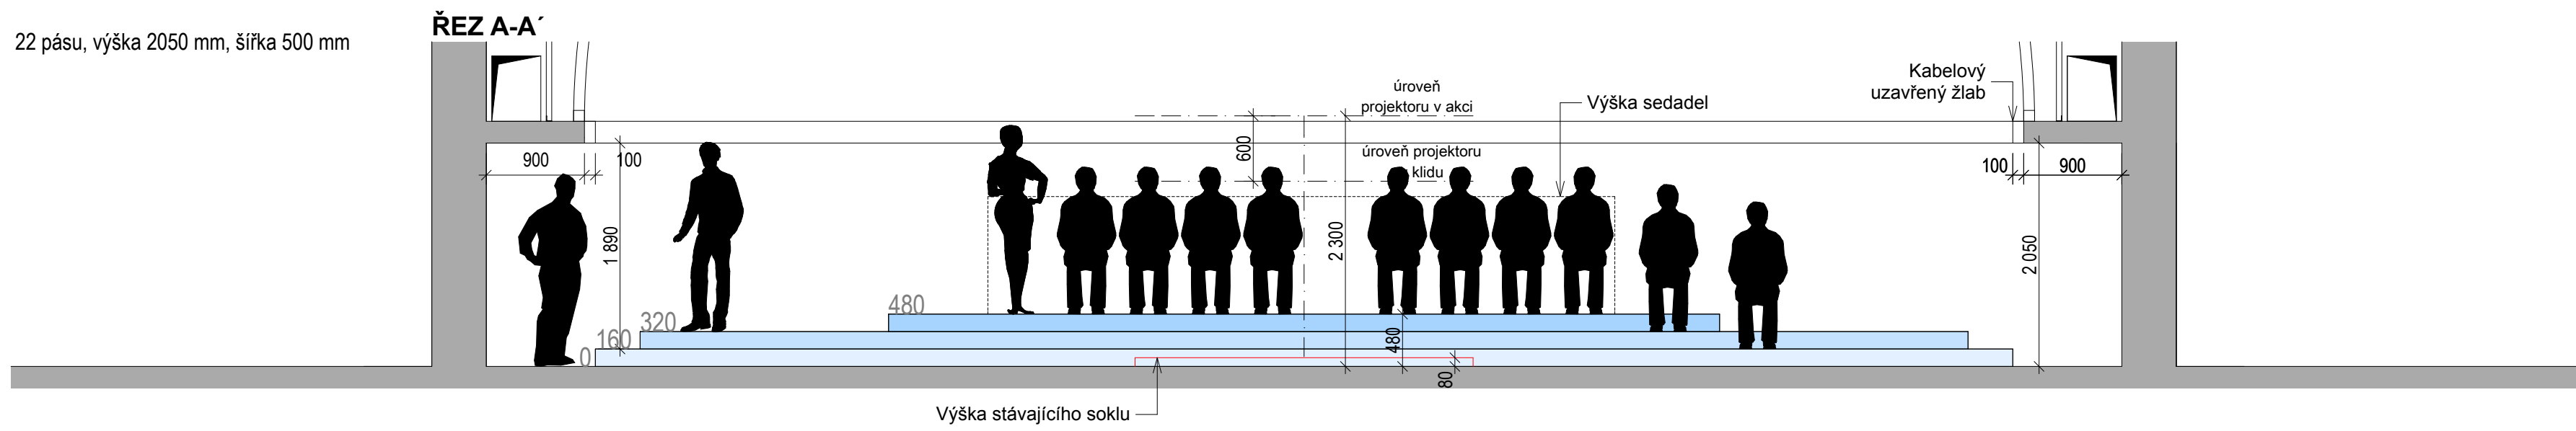 ŘEZ A-A´
22 pásu, výška 2050 mm, šířka 500 mm
úroveň
projektoru v akci
Výška sedadel
Kabelový
uzavřený žlab
600
úroveň projektoru
klidu
900
100
100
900
1 890
2 300
2 050
480
320
160
0
480
80
Výška stávajícího soklu